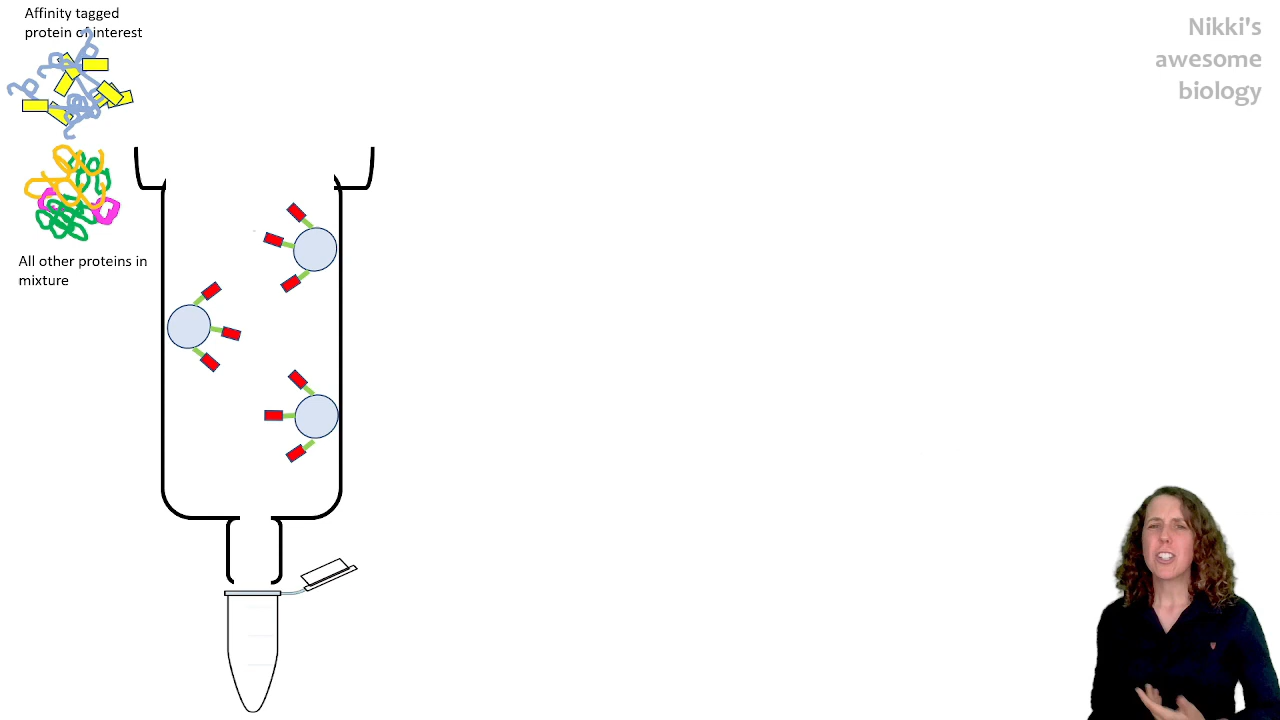 Affinity tagged
protein of interest
All other proteins in
mixture
Nikki's
awesome
biology